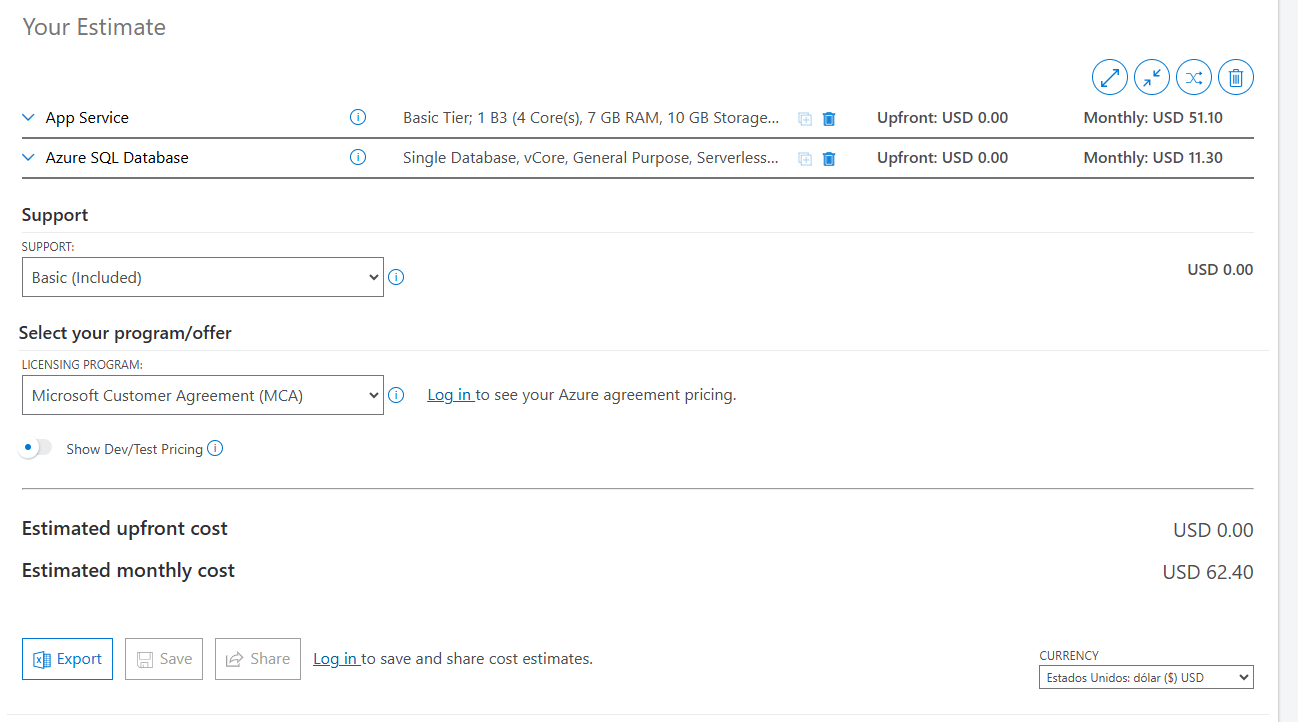 Your Estimate
App Service Basic Tier; 1 B3 (4 Core(s), 7 GB RAM, 10 GB Storage... Upfront: USD 0.00 Monthly: USD 51.10
Azure SQL Database Single Database, vCore, General Purpose, Serverless... Upfront: USD 0.00 Monthly: USD 11.30
Support
SUPPORT:
Basic (Included) USD 0.00
Select your program/offer
LICENSING PROGRAM:
Microsoft Customer Agreement (MCA) Log in to see your Azure agreement pricing.
Show Dev/Test Pricing
Estimated upfront cost USD 0.00
Estimated monthly cost USD 62.40
Export Save Share Log in to save and share cost estimates.
CURRENCY
Estados Unidos: dólar ($) USD